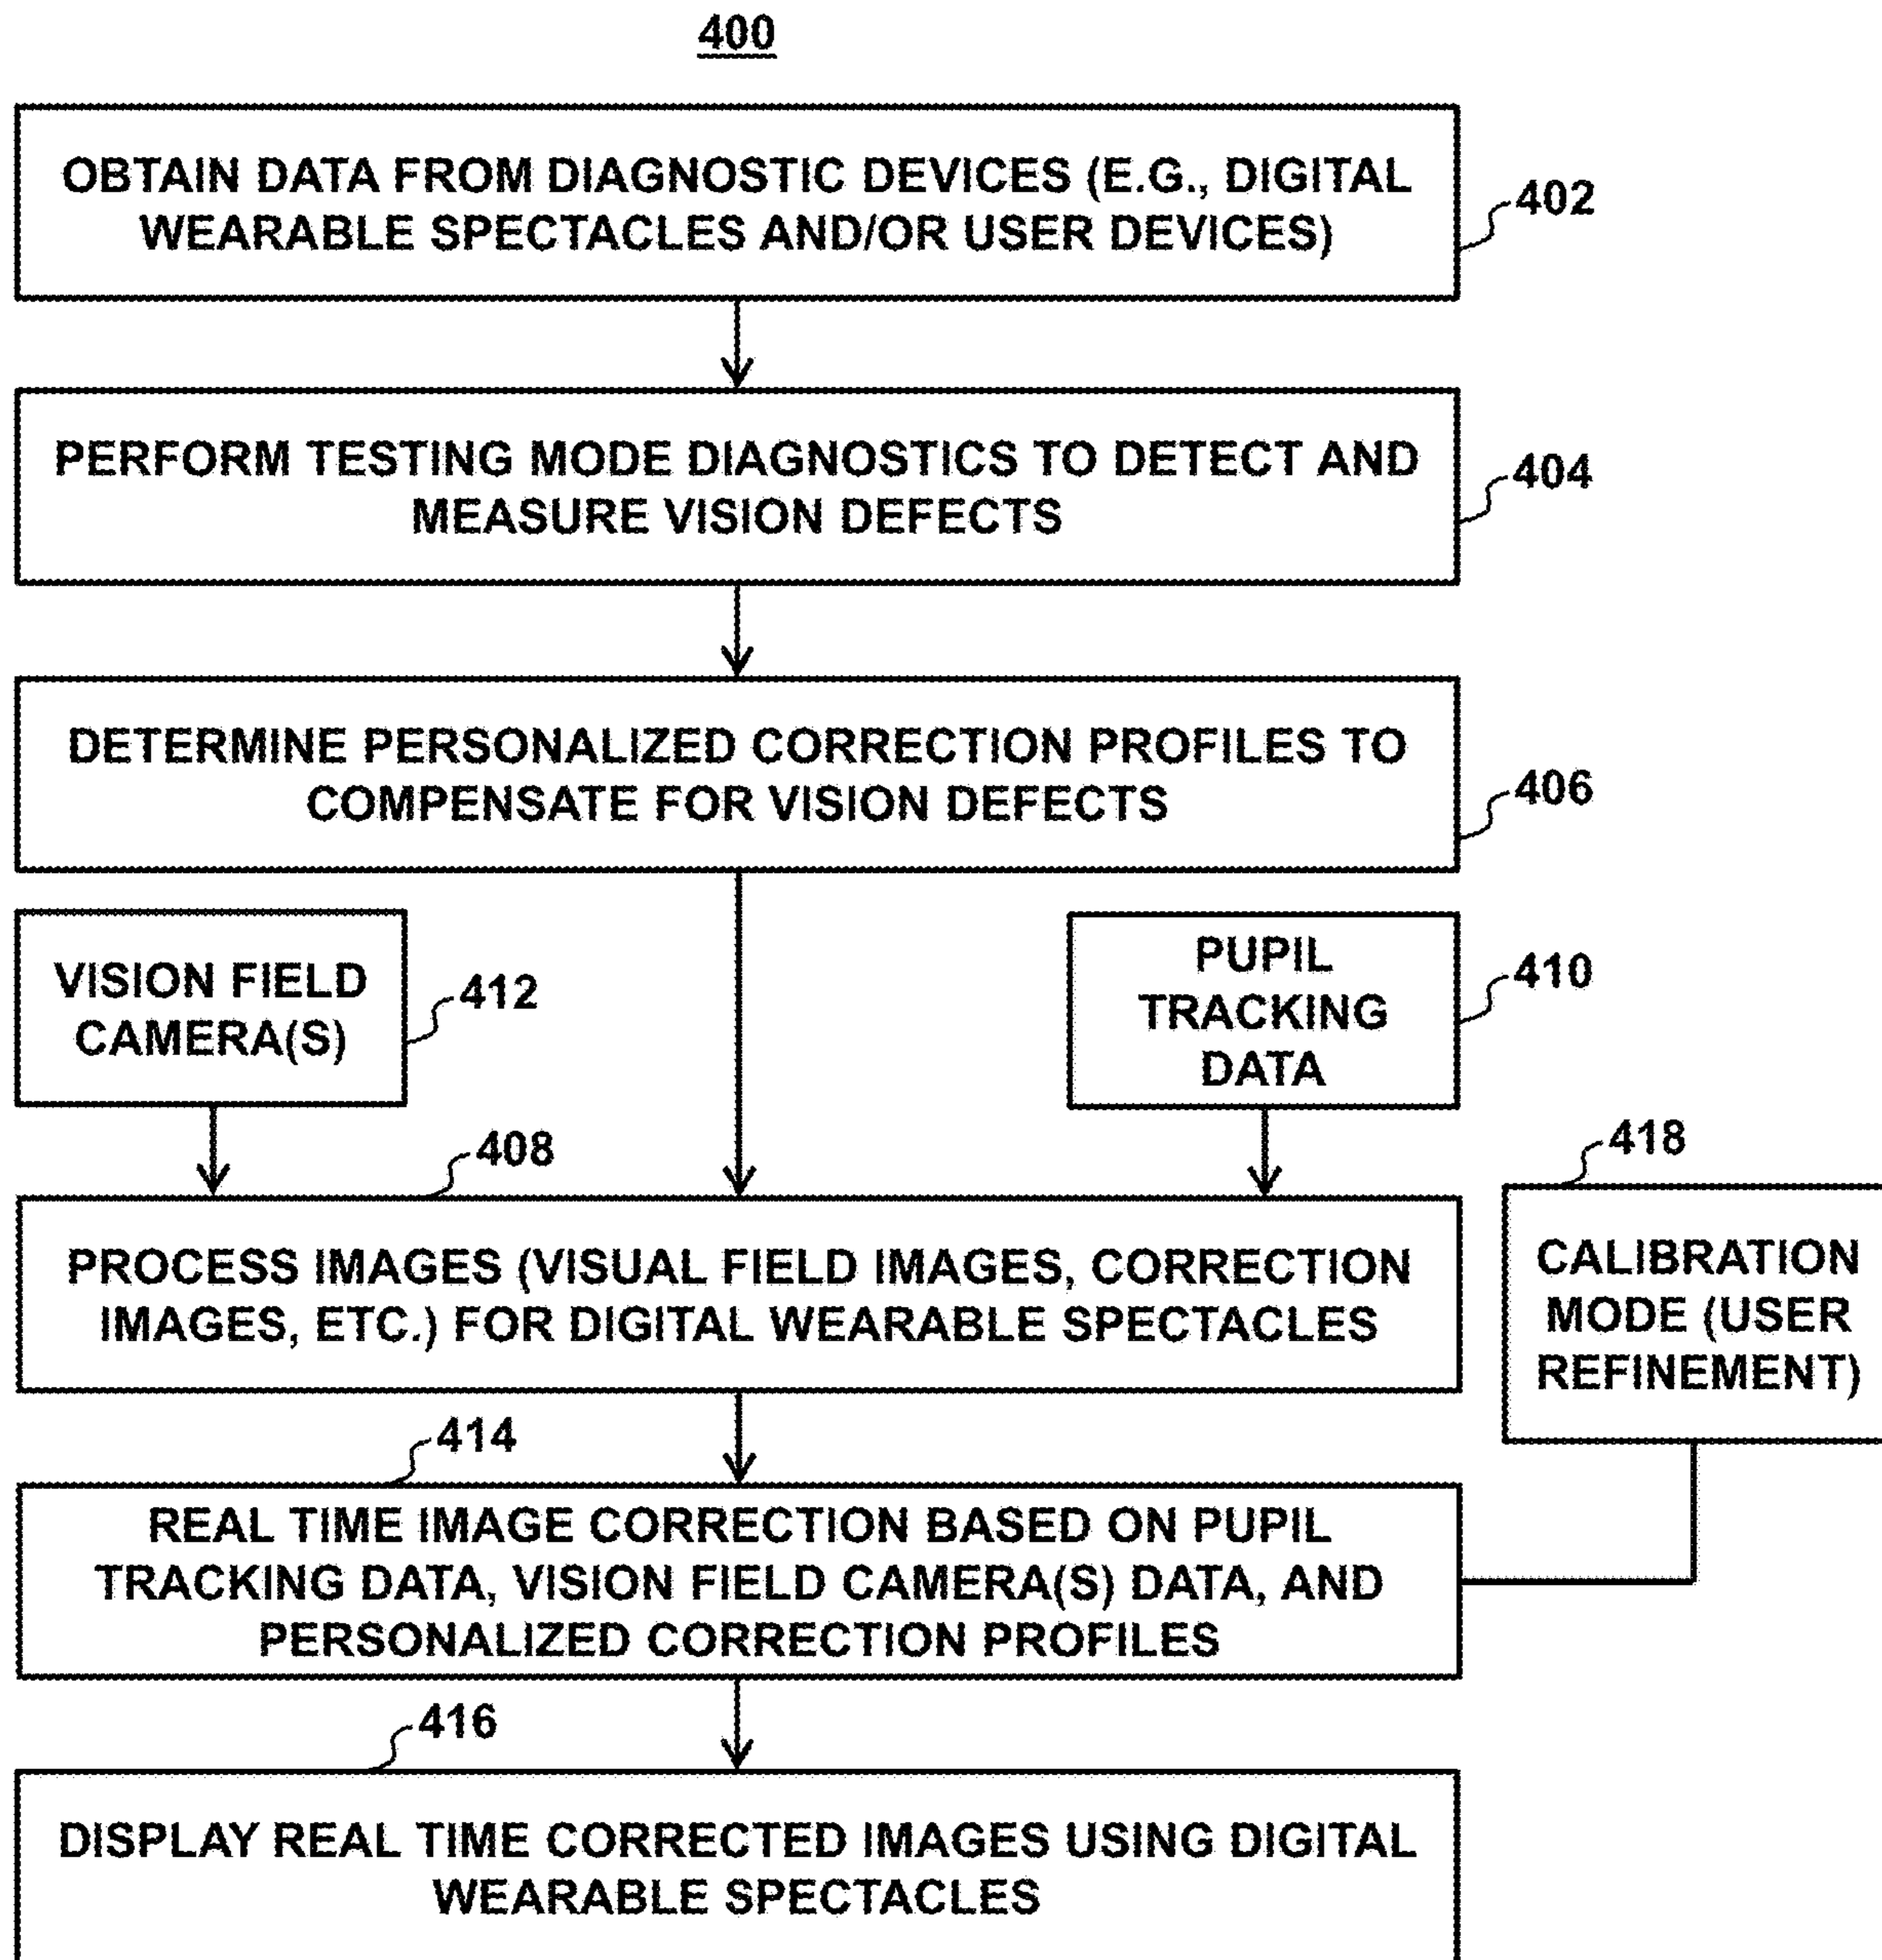 400
OBTAIN DATA FROM DIAGNOSTIC DEVICES (E.G., DIGITAL
WEARABLE SPECTACLES AND/OR USER DEVICES)
402
PERFORM TESTING MODE DIAGNOSTICS TO DETECT AND
MEASURE VISION DEFECTS
404
DETERMINE PERSONALIZED CORRECTION PROFILES TO
COMPENSATE FOR VISION DEFECTS
406
VISION FIELD
CAMERA(S)
412
PUPIL
TRACKING
DATA
410
408
PROCESS IMAGES (VISUAL FIELD IMAGES, CORRECTION
IMAGES, ETC.) FOR DIGITAL WEARABLE SPECTACLES
418
CALIBRATION
MODE (USER
REFINEMENT)
414
REAL TIME IMAGE CORRECTION BASED ON PUPIL
TRACKING DATA, VISION FIELD CAMERA(S) DATA, AND
PERSONALIZED CORRECTION PROFILES
416
DISPLAY REAL TIME CORRECTED IMAGES USING DIGITAL
WEARABLE SPECTACLES